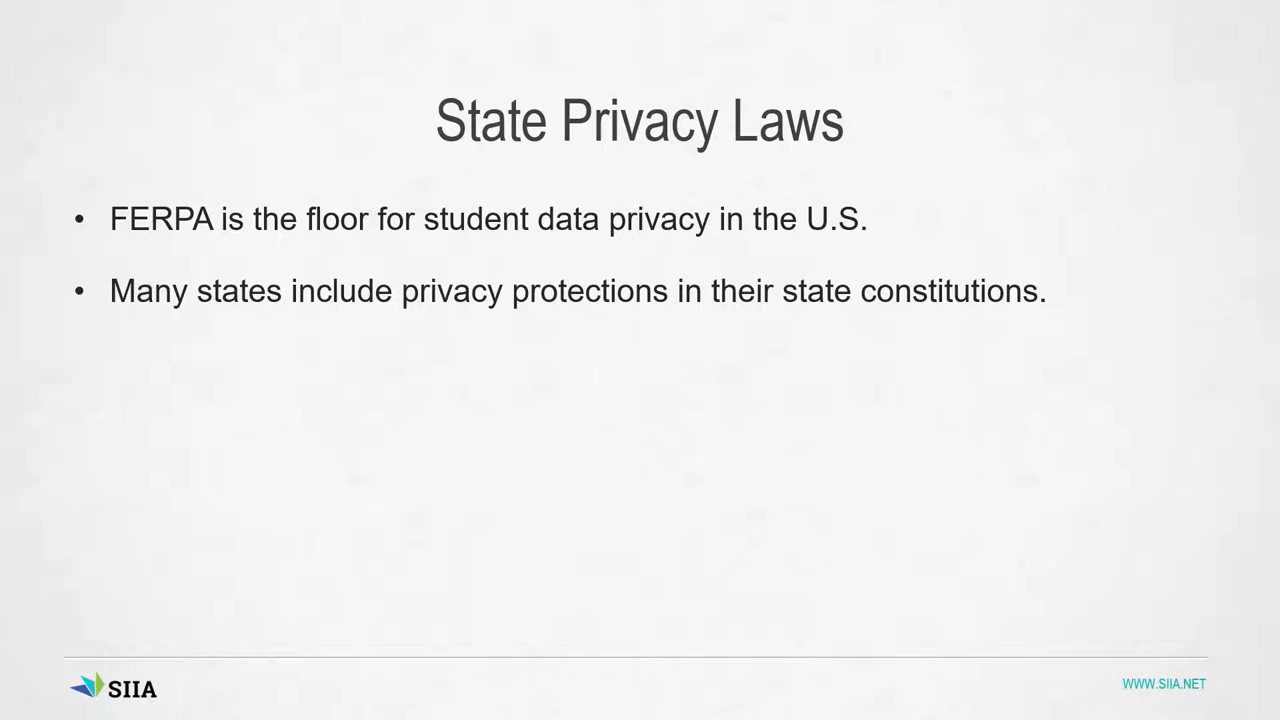 State Privacy Laws
• FERPA is the floor for student data privacy in the U.S.
• Many states include privacy protections in their state constitutions.
SIIA
WWW.SIIA.NET